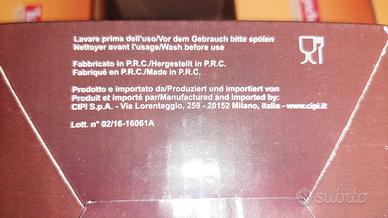 Lavare prima dell'uso/Vor dem Gebrauch bitte spülen
Nettoyer avant l'usage/Wash before use
Fabbricato in P.R.C./Hergestellt in P.R.C.
Fabriqué en P.R.C./Made in P.R.C.
Prodotto e importato da/Produziert und importiert von
Produit et importé par/Manufactured and imported by:
CIPI S.p.A. - Via Lorenteggio, 259 - 20152 Milano, Italia - www.cipi.it
Lott. n° 02/16-16061A
subito